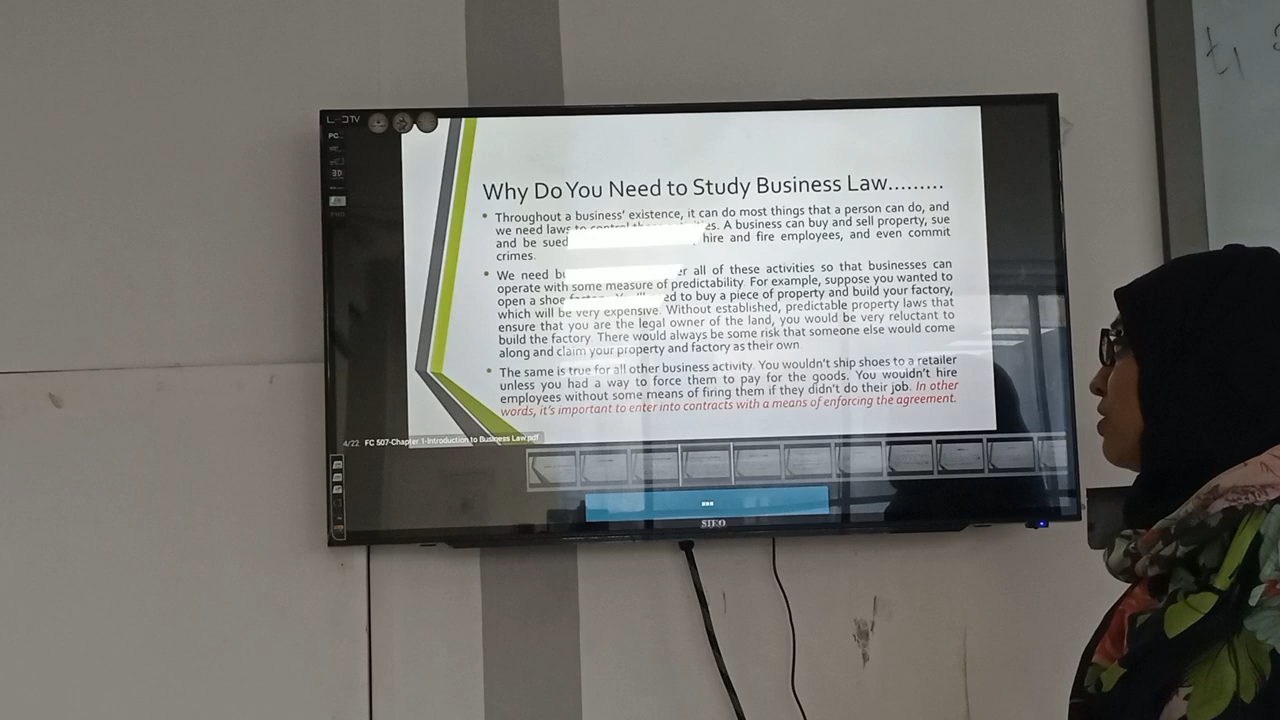 PC
3D
Why Do You Need to Study Business Law.........
• Throughout a business' existence, it can do most things that a person can do, and
we need laws to control A business can buy and sell property, sue
and be sued hire and fire employees, and even commit
crimes.
• We need all of these activities so that businesses can
operate with some measure of predictability. For example, suppose you wanted to
open a shoe to buy a piece of property and build your factory,
which will be very expensive. Without established, predictable property laws that
ensure that you are the legal owner of the land, you would be very reluctant to
build the factory. There would always be some risk that someone else would come
along and claim your property and factory as their own.
• The same is true for all other business activity. You wouldn't ship shoes to a retailer
unless you had a way to force them to pay for the goods. You wouldn't hire
employees without some means of firing them if they didn't do their job. In other
words, it's important to enter into contracts with a means of enforcing the agreement.
4/22 FC 507-Chapter 1-Introduction to Business Law.pdf